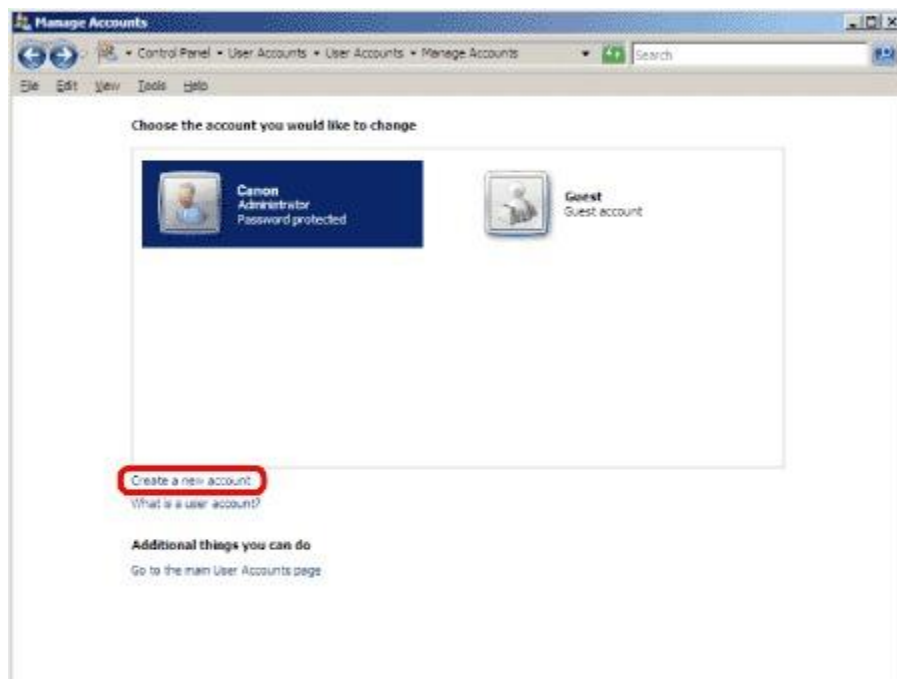 Manage Accounts
Control Panel • User Accounts • User Accounts • Manage Accounts
Search
File Edit View Tools Help
Choose the account you would like to change
Canon
Administrator
Password protected
Guest
Guest account
Create a new account
What is a user account?
Additional things you can do
Go to the main User Accounts page